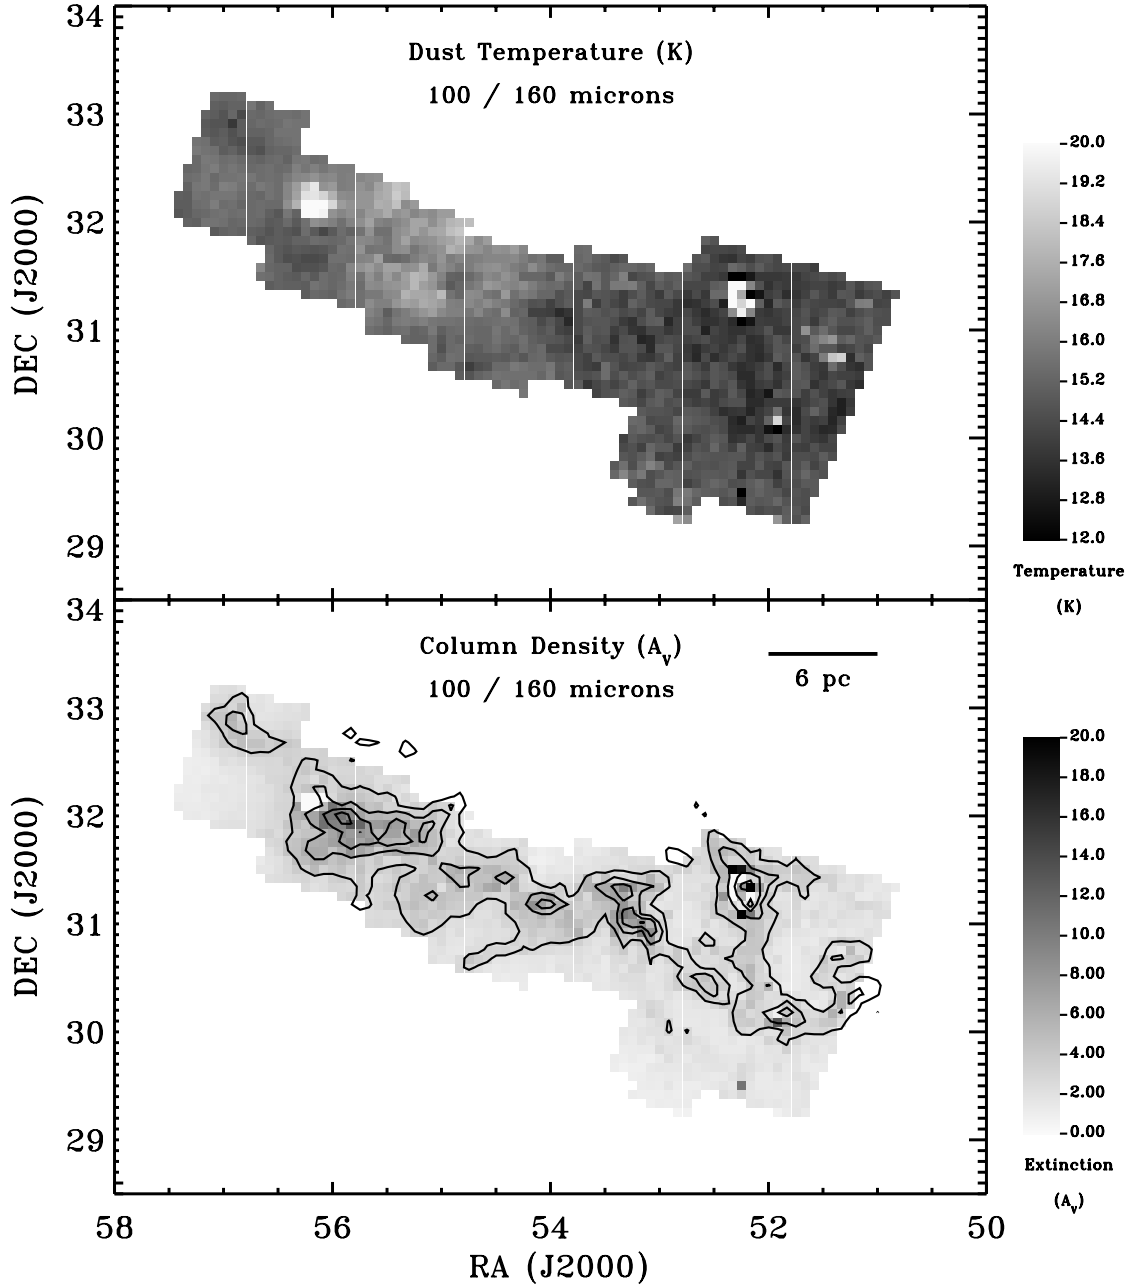 Dust Temperature (K)
100 / 160 microns
34
33
32
31
30
29
DEC (J2000)
20.0
19.2
18.4
17.6
16.8
16.0
15.2
14.4
13.6
12.8
12.0
Temperature
(K)
Column Density (Av)
100 / 160 microns
6 pc
34
33
32
31
30
29
DEC (J2000)
20.0
18.0
16.0
14.0
12.0
10.0
8.00
6.00
4.00
2.00
0.00
Extinction
(Av)
58 56 54 52 50
RA (J2000)